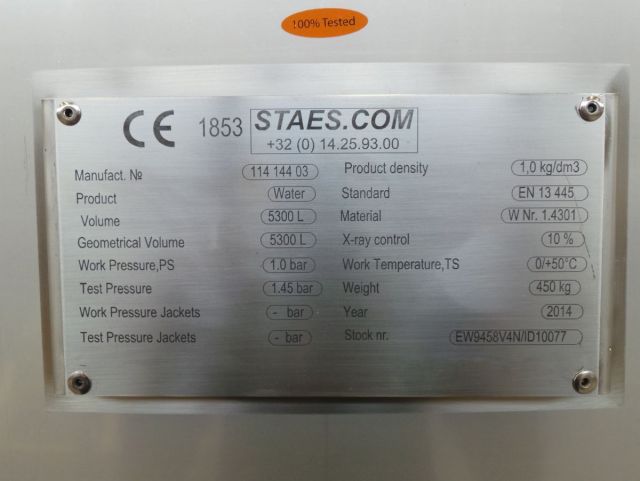 100% Tested
CE 1853 STAES.COM
+32 (0) 14.25.93.00
Manufact. № 114 144 03 Product density 1,0 kg/dm3
Product Water Standard EN 13 445
Volume 5300 L Material W Nr. 1.4301
Geometrical Volume 5300 L X-ray control 10 %
Work Pressure,PS 1.0 bar Work Temperature,TS 0/+50°C
Test Pressure 1.45 bar Weight 450 kg
Work Pressure Jackets - bar Year 2014
Test Pressure Jackets - bar Stock nr. EW9458V4N/ID10077